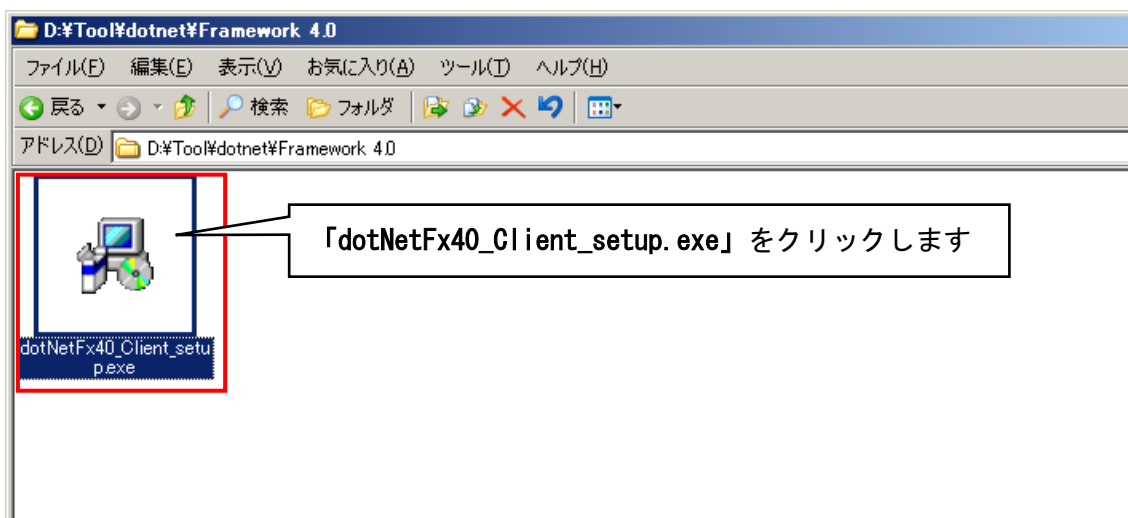 D:¥Tool¥dotnet¥Framework 4.0
ファイル(F) 編集(E) 表示(V) お気に入り(A) ツール(T) ヘルプ(H)
戻る 検索 フォルダ
アドレス(D) D:¥Tool¥dotnet¥Framework 4.0
「dotNetFx40_Client_setup.exe」をクリックします
dotNetFx40_Client_setu
p.exe